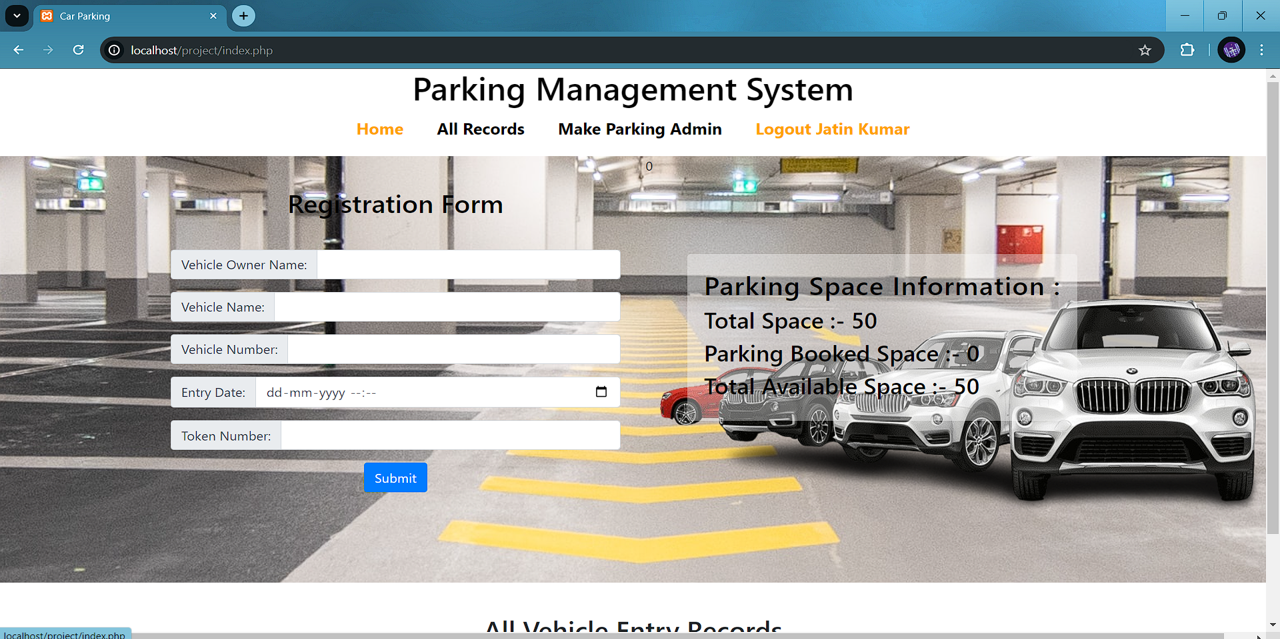 Car Parking
localhost/project/index.php
Parking Management System
Home All Records Make Parking Admin Logout Jatin Kumar
0
Registration Form
Vehicle Owner Name:
Vehicle Name:
Vehicle Number:
Entry Date: dd-mm-yyyy --:--
Token Number:
Submit
Parking Space Information :
Total Space :- 50
Parking Booked Space :- 0
Total Available Space :- 50
P-2
All Vehicle Entry Records
localhost/project/index.php